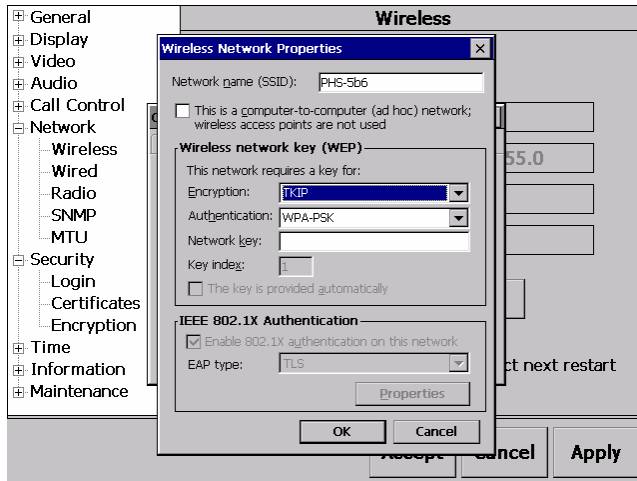 General
Display
Video
Audio
Call Control
Network
Wireless
Wired
Radio
SNMP
MTU
Security
Login
Certificates
Encryption
Time
Information
Maintenance
Wireless
Wireless Network Properties
Network name (SSID): PHS-5b6
This is a computer-to-computer (ad hoc) network;
wireless access points are not used
Wireless network key (WEP)
This network requires a key for:
Encryption: TKIP
Authentication: WPA-PSK
Network key:
Key index: 1
The key is provided automatically
IEEE 802.1X Authentication
Enable 802.1X authentication on this network
EAP type: TLS
Properties
OK Cancel
55.0
ct next restart
Accept Cancel Apply